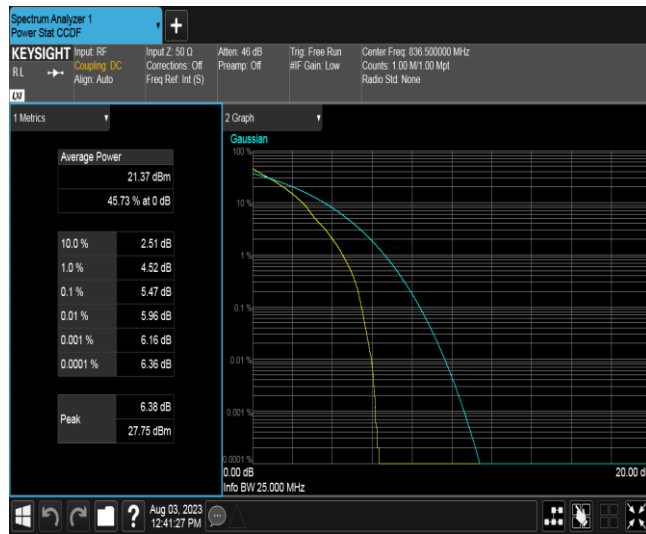 Spectrum Analyzer 1
Power Stat CCDF
+
KEYSIGHT
RL
LXI
Input: RF
Coupling: DC
Align: Auto
Input Z: 50 Ω
Corrections: Off
Freq Ref: Int (S)
Atten: 46 dB
Preamp: Off
Trig: Free Run
#IF Gain: Low
Center Freq: 836.500000 MHz
Counts: 1.00 M/1.00 Mpt
Radio Std: None
1 Metrics
Average Power
21.37 dBm
45.73 % at 0 dB
10.0 % 2.51 dB
1.0 % 4.52 dB
0.1 % 5.47 dB
0.01 % 5.96 dB
0.001 % 6.16 dB
0.0001 % 6.36 dB
Peak
6.38 dB
27.75 dBm
2 Graph
Gaussian
100 %
10 %
1 %
0.1 %
0.01 %
0.001 %
0.0001 %
0.00 dB
20.00 d
Info BW 25.000 MHz
?
Aug 03, 2023
12:41:27 PM